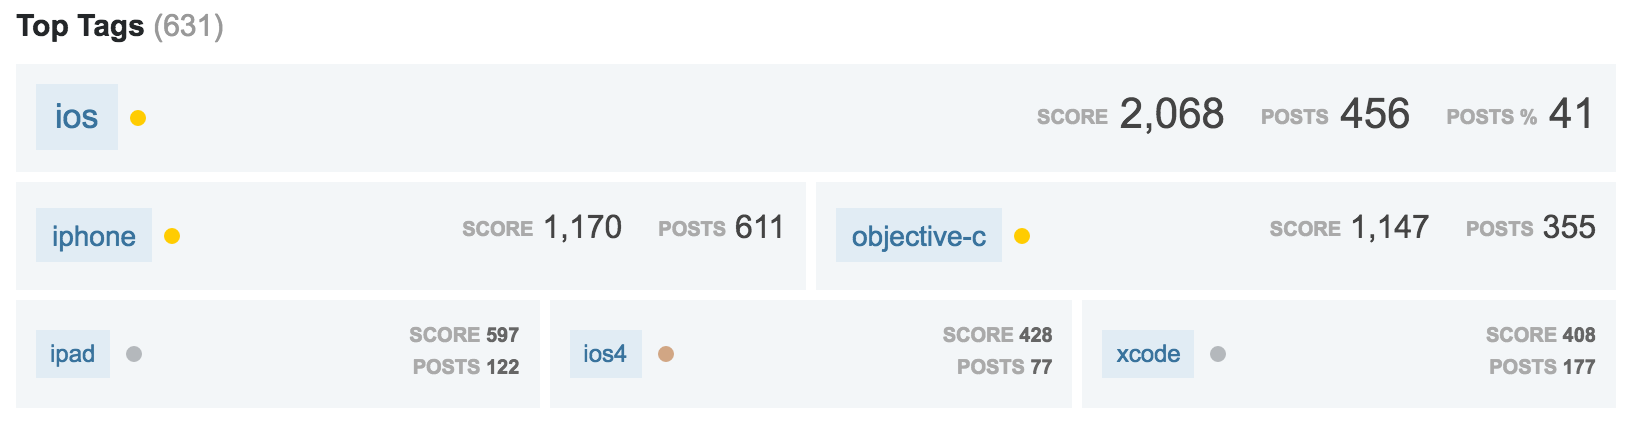 Top Tags (631)
ios SCORE 2,068 POSTS 456 POSTS % 41
iphone SCORE 1,170 POSTS 611
objective-c SCORE 1,147 POSTS 355
ipad SCORE 597
POSTS 122
ios4 SCORE 428
POSTS 77
xcode SCORE 408
POSTS 177